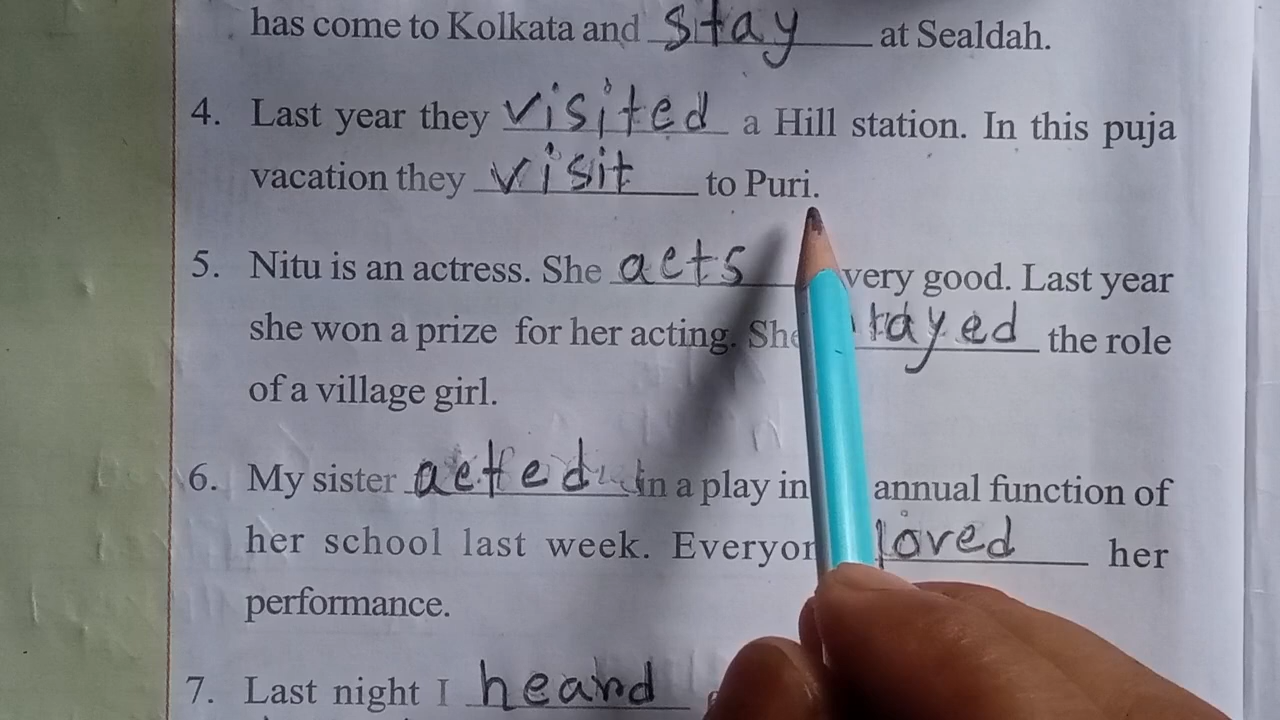 has come to Kolkata and stay at Sealdah.
4. Last year they visited a Hill station. In this puja
vacation they visit to Puri.
5. Nitu is an actress. She acts very good. Last year
she won a prize for her acting. She the role
of a village girl.
6. My sister acted in a play in annual function of
her school last week. loved her
performance.
7. Last night I heard